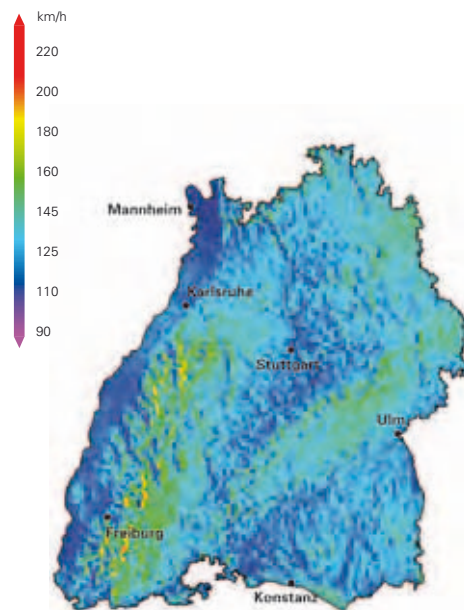 km/h
220
200
180
160
145
125
110
90
Mannheim
Karlsruhe
Stuttgart
Ulm
Freiburg
Konstanz